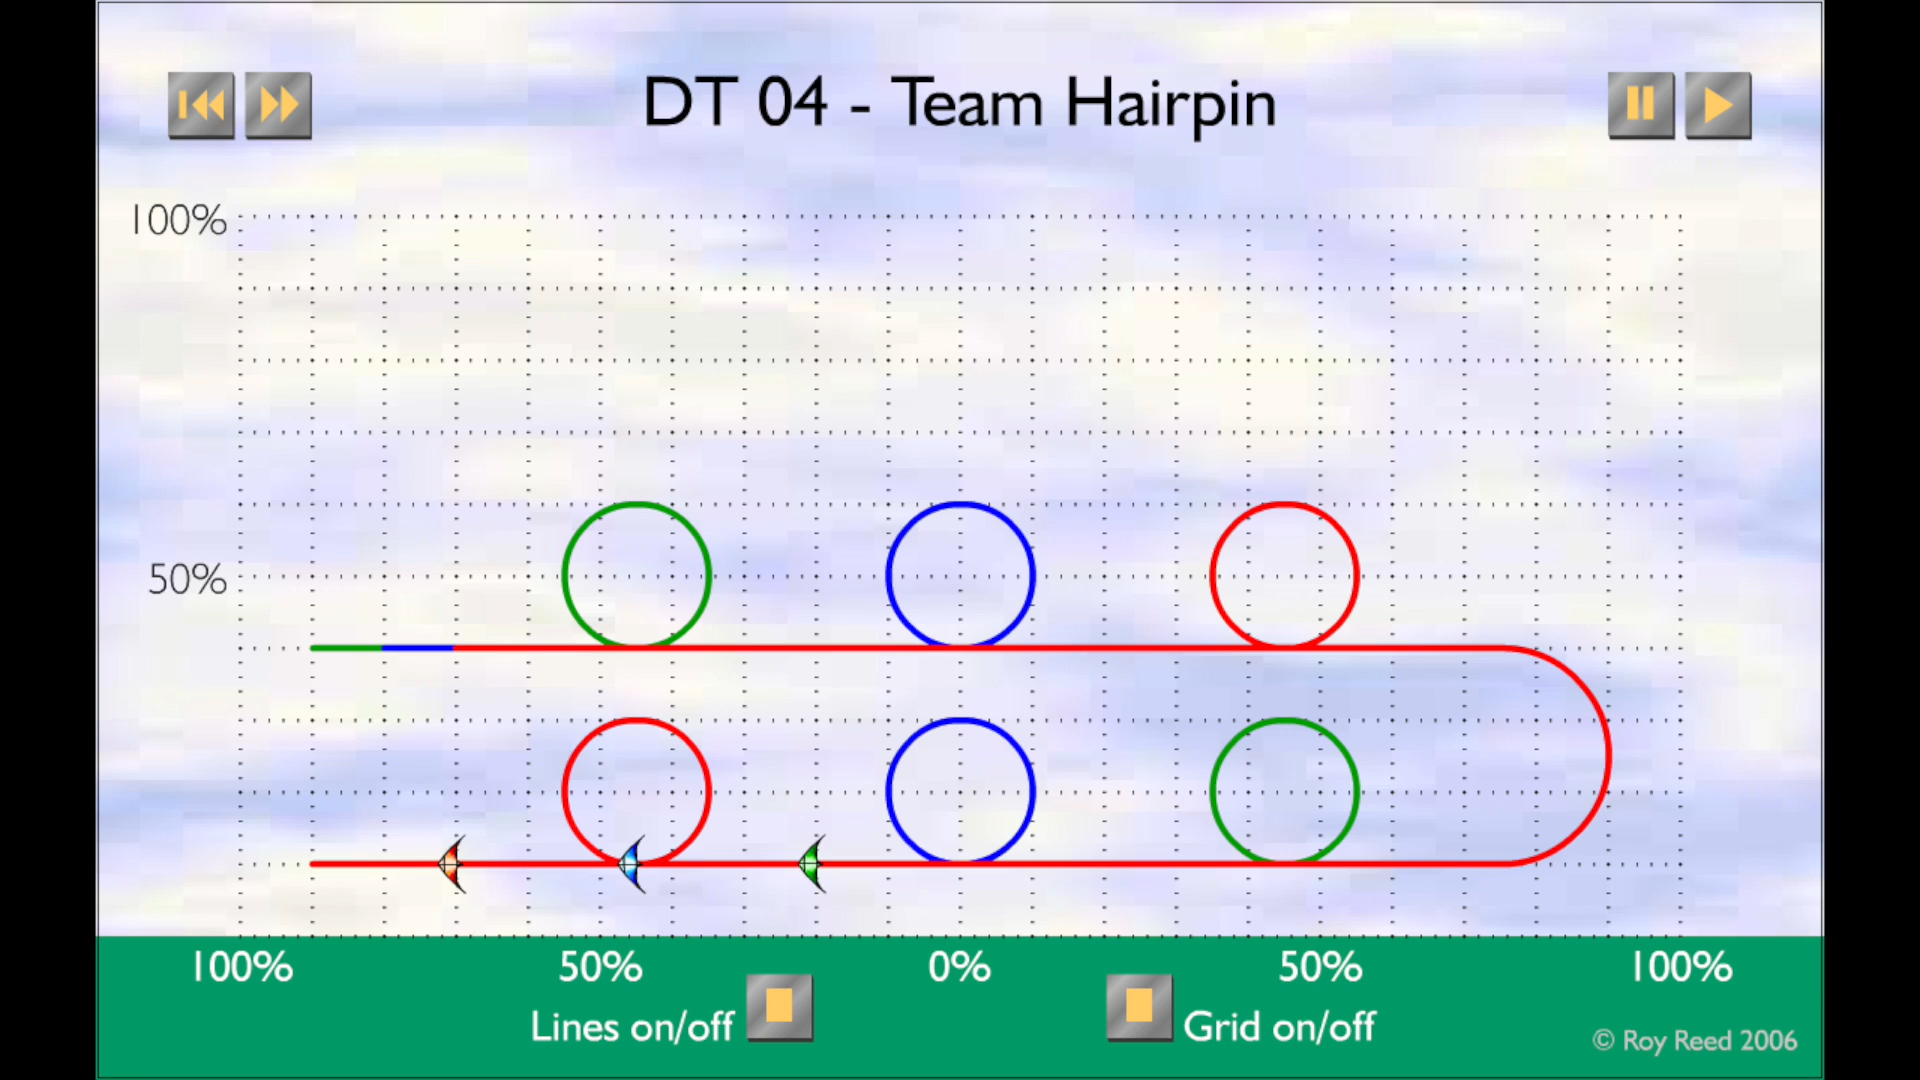 DT 04 - Team Hairpin
100%
50%
100% 50% 0% 50% 100%
Lines on/off Grid on/off
© Roy Reed 2006